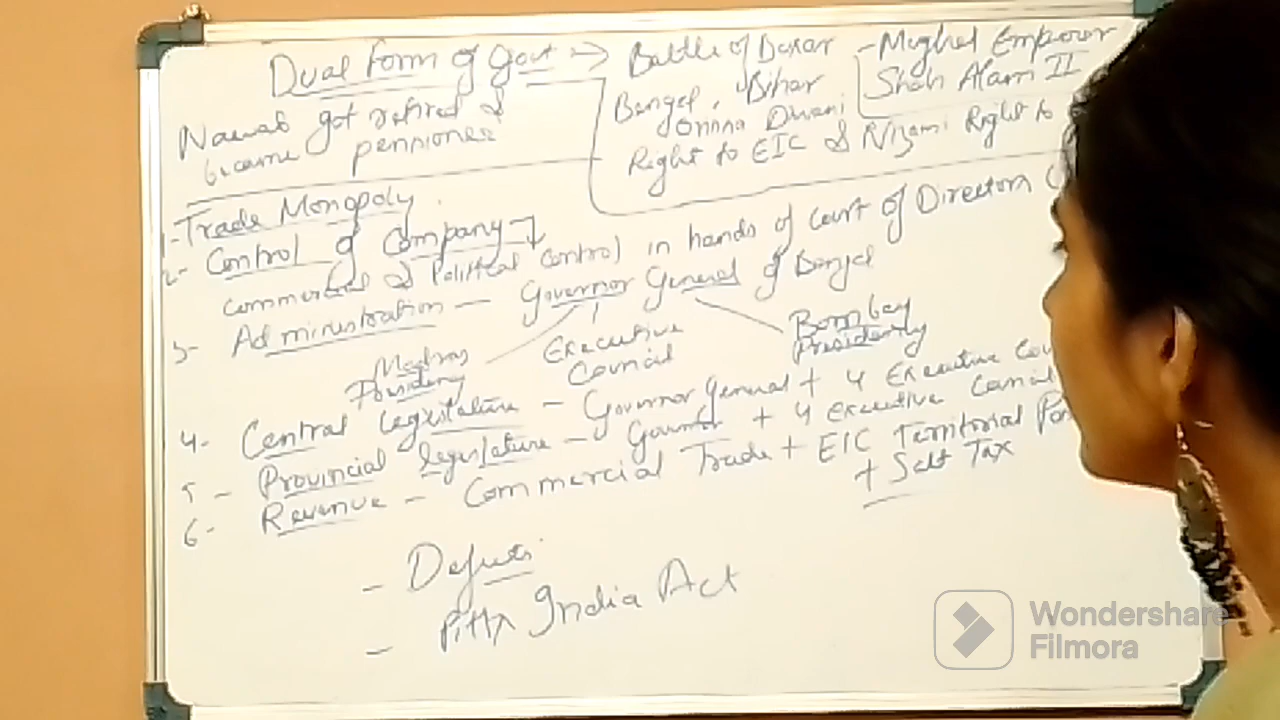 Dual Form of Govt => Battle of Buxar - Mughal Emperor
Shah Alam II
Bengal, Bihar
Orrisa Diwani
Right to EIC & Nizami Right to
Nawab got retired &
became pensionee
1- Trade Monopoly
2- Control of Company
Commercial & Political Control in hands of Court of Directors
3- Administration - Governor General of Bengal
Madras Presidency
Executive Council
Bombay Presidency
4- Central legislature - Governor General + 4 Executive
5- Provincial legislature - Governor + 4 Executive Council
6- Revenue - Commercial Trade + EIC Territorial
+ Salt Tax
- Defects
- Pitts India Act
Wondershare
Filmora